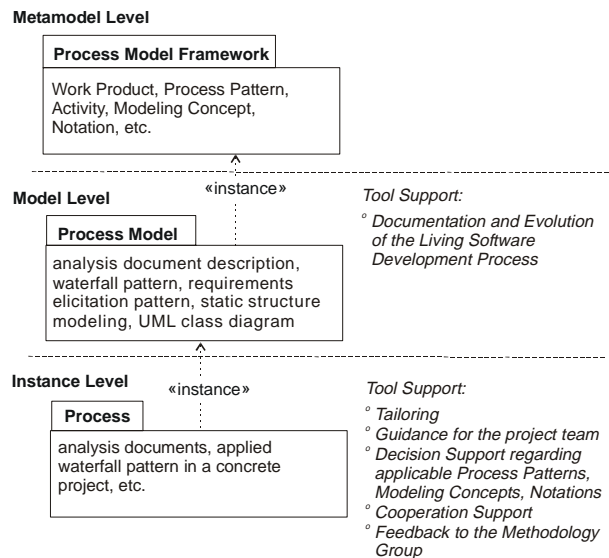 Metamodel Level
Process Model Framework
Work Product, Process Pattern,
Activity, Modeling Concept,
Notation, etc.
«instance»
Model Level
Process Model
analysis document description,
waterfall pattern, requirements
elicitation pattern, static structure
modeling, UML class diagram
Tool Support:
° Documentation and Evolution
of the Living Software
Development Process
Instance Level
«instance»
Process
analysis documents, applied
waterfall pattern in a concrete
project, etc.
Tool Support:
° Tailoring
° Guidance for the project team
° Decision Support regarding
applicable Process Patterns,
Modeling Concepts, Notations
° Cooperation Support
° Feedback to the Methodology
Group